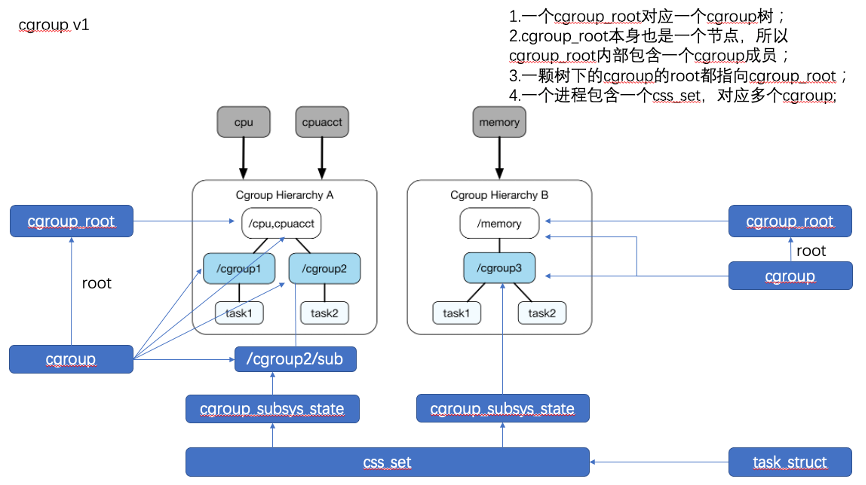 cgroup v1
1.一个cgroup_root对应一个cgroup树；
2.cgroup_root本身也是一个节点，所以
cgroup_root内部包含一个cgroup成员；
3.一颗树下的cgroup的root都指向cgroup_root；
4.一个进程包含一个css_set，对应多个cgroup;
cpu
cpuacct
memory
Cgroup Hierarchy A
Cgroup Hierarchy B
cgroup_root
/cpu,cpuacct
/memory
cgroup_root
root
/cgroup1
/cgroup2
/cgroup3
cgroup
root
task1
task2
task1
task2
cgroup
/cgroup2/sub
cgroup_subsys_state
cgroup_subsys_state
css_set
task_struct